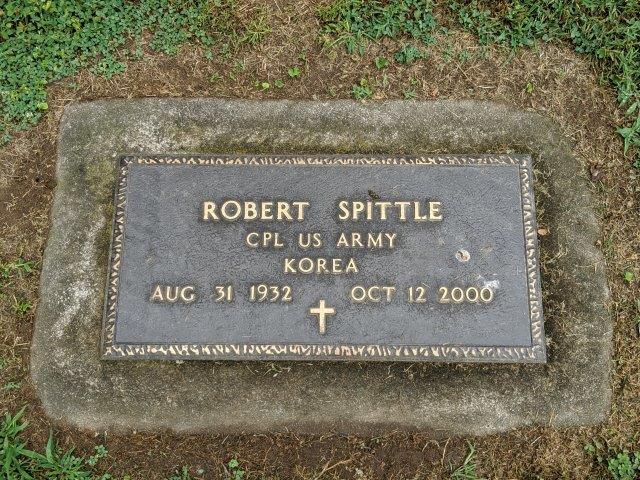 ROBERT SPITTLE
CPL US ARMY
KOREA
AUG 31 1932 OCT 12 2000